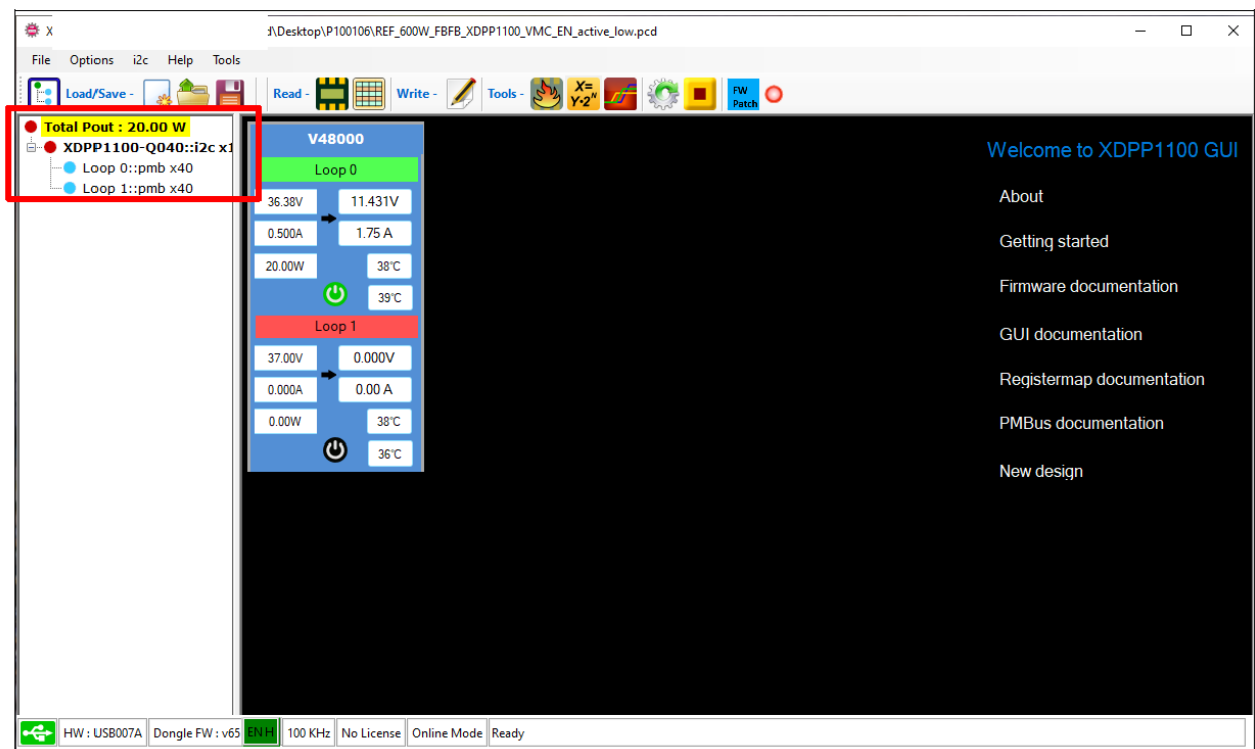 X d\Desktop\P100106\REF_600W_FBFB_XDPP1100_VMC_EN_active_low.pcd
File Options i2c Help Tools
Load/Save - Read - Write - Tools - X= Y·2ᴺ FW Patch
Total Pout : 20.00 W
XDPP1100-Q040::i2c x1
Loop 0::pmb x40
Loop 1::pmb x40
V48000
Loop 0
36.38V 11.431V
0.500A 1.75 A
20.00W 38°C
39°C
Loop 1
37.00V 0.000V
0.000A 0.00 A
0.00W 38°C
36°C
Welcome to XDPP1100 GUI
About
Getting started
Firmware documentation
GUI documentation
Registermap documentation
PMBus documentation
New design
HW : USB007A Dongle FW : v65 EN H 100 KHz No License Online Mode Ready